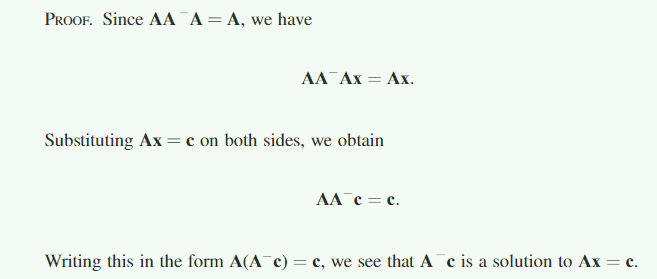 PROOF. Since AA⁻A = A, we have
AA⁻Ax = Ax.
Substituting Ax = c on both sides, we obtain
AA⁻c = c.
Writing this in the form A(A⁻c) = c, we see that A⁻c is a solution to Ax = c.